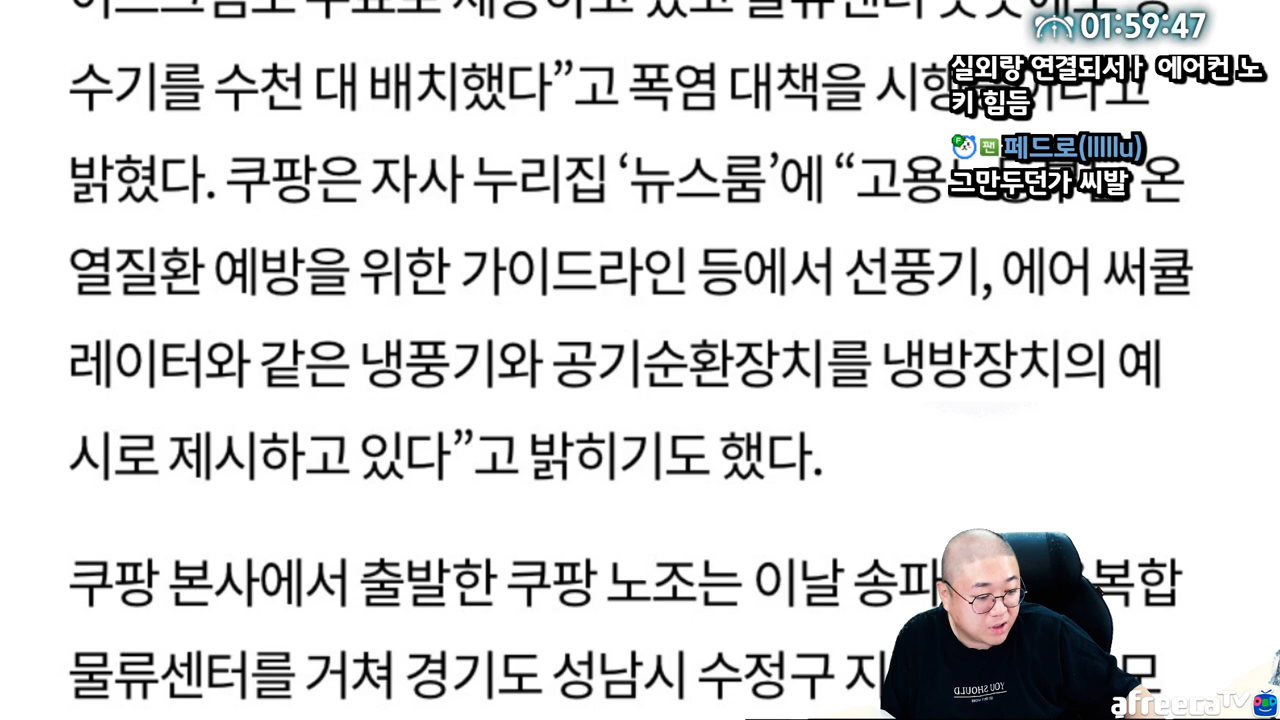 01:59:47
수기를 수천 대 배치했다”고 폭염 대책을
실외랑 연결되서ㅏ 에어컨 노
키 힘듬
페드로(lllllu)
그만두던가 씨발
밝혔다. 쿠팡은 자사 누리집 ‘뉴스룸’에 “고용 온
열질환 예방을 위한 가이드라인 등에서 선풍기, 에어 써큘
레이터와 같은 냉풍기와 공기순환장치를 냉방장치의 예
시로 제시하고 있다”고 밝히기도 했다.
쿠팡 본사에서 출발한 쿠팡 노조는 이날 송파 복합
물류센터를 거쳐 경기도 성남시 수정구
YOU SHOULD
afreecaTV